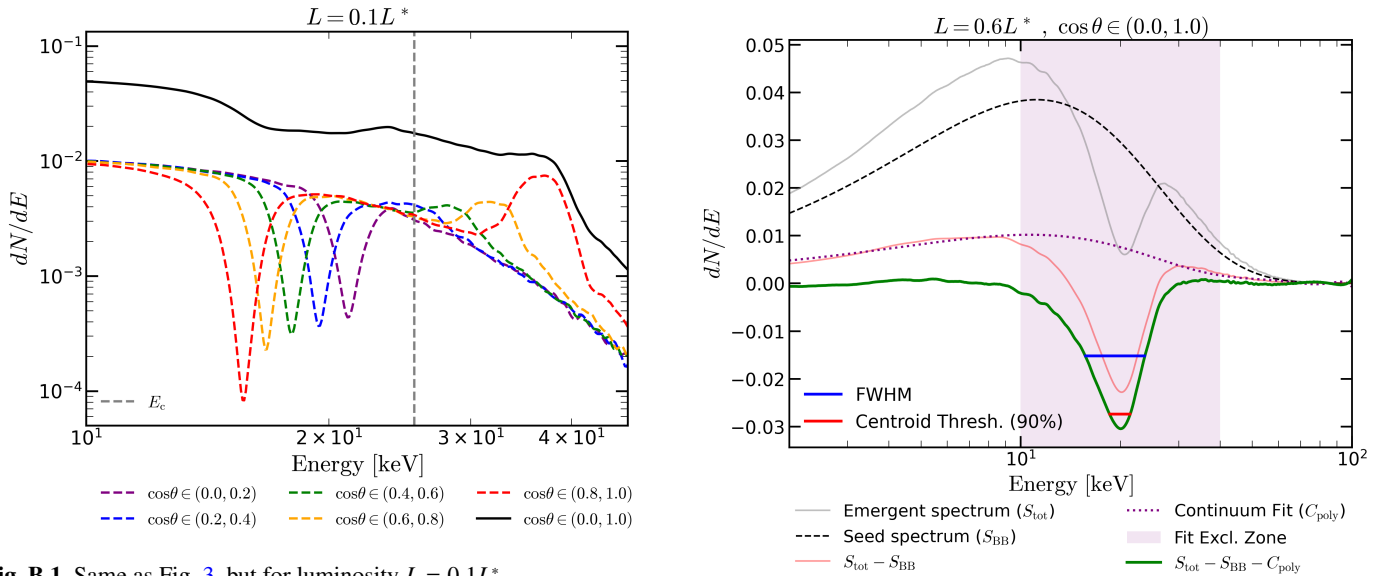 L = 0.1L*
10⁻¹
10⁻²
10⁻³
10⁻⁴
dN/dE
E_c
10¹
2 × 10¹
3 × 10¹
4 × 10¹
Energy [keV]
cosθ ∈ (0.0, 0.2)
cosθ ∈ (0.4, 0.6)
cosθ ∈ (0.8, 1.0)
cosθ ∈ (0.2, 0.4)
cosθ ∈ (0.6, 0.8)
cosθ ∈ (0.0, 1.0)
L = 0.6L* , cosθ ∈ (0.0, 1.0)
0.05
0.04
0.03
0.02
0.01
0.00
−0.01
−0.02
−0.03
dN/dE
FWHM
Centroid Thresh. (90%)
10¹
10²
Energy [keV]
Emergent spectrum (S_tot)
Seed spectrum (S_BB)
S_tot − S_BB
Continuum Fit (C_poly)
Fit Excl. Zone
S_tot − S_BB − C_poly
B.1. Same as Fig. 3, but for luminosity L = 0.1L*